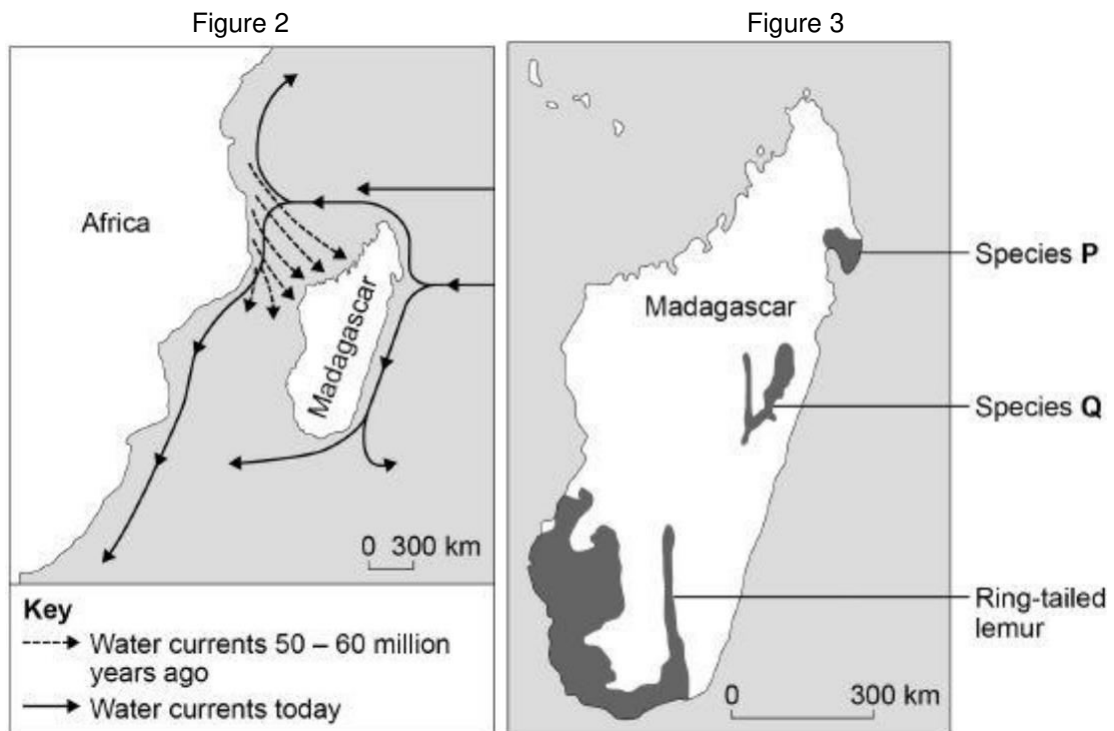 Figure 2
Figure 3
Africa
Madagascar
0 300 km
Key
Water currents 50 – 60 million
years ago
Water currents today
Madagascar
Species P
Species Q
Ring-tailed
lemur
0 300 km